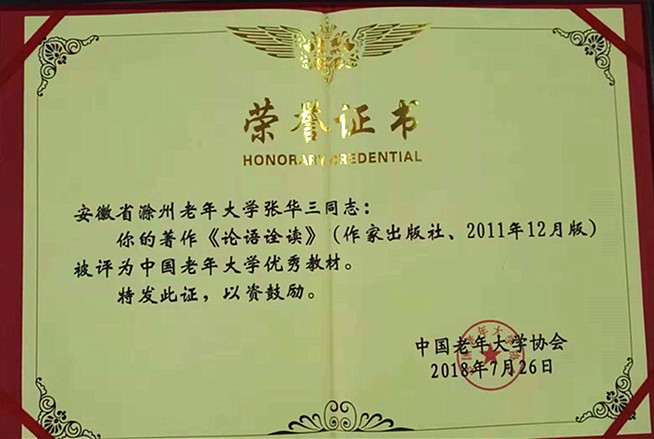 荣誉证书
HONORARY CREDENTIAL
安徽省滁州老年大学张华三同志：
你的著作《论语诠读》（作家出版社、2011年12月版）
被评为中国老年大学优秀教材。
特发此证，以资鼓励。
中国老年大学协会
2018年7月26日